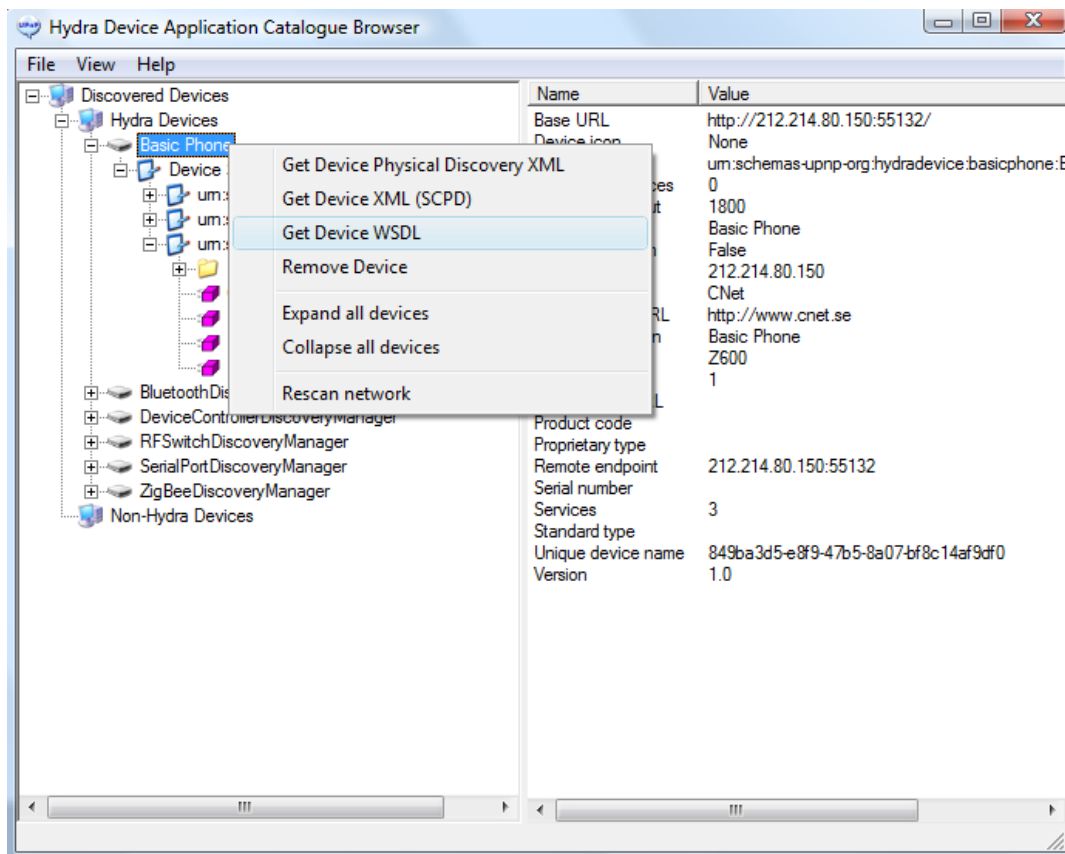 Hydra Device Application Catalogue Browser
File View Help
Discovered Devices
Hydra Devices
Basic Phone
Device
urn:s
urn:s
urn:s
BluetoothDis
DeviceControllerDiscoveryManager
RFSwitchDiscoveryManager
SerialPortDiscoveryManager
ZigBeeDiscoveryManager
Non-Hydra Devices
Get Device Physical Discovery XML
Get Device XML (SCPD)
Get Device WSDL
Remove Device
Expand all devices
Collapse all devices
Rescan network
Name Value
Base URL http://212.214.80.150:55132/
Device icon None
urn:schemas-upnp-org:hydradevice:basicphone:E
ces 0
ut 1800
Basic Phone
False
212.214.80.150
CNet
RL http://www.cnet.se
n Basic Phone
Z600
1
L
Product code
Proprietary type
Remote endpoint 212.214.80.150:55132
Serial number
Services 3
Standard type
Unique device name 849ba3d5-e8f9-47b5-8a07-bf8c14af9df0
Version 1.0